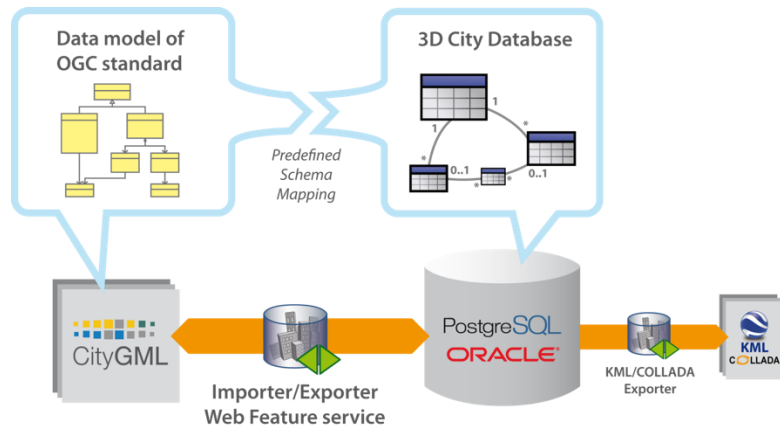 Data model of
OGC standard
3D City Database
1
1
*
*
0..1
0..1
*
*
Predefined
Schema
Mapping
CityGML
PostgreSQL
ORACLE®
KML
COLLADA
Importer/Exporter
Web Feature service
KML/COLLADA
Exporter